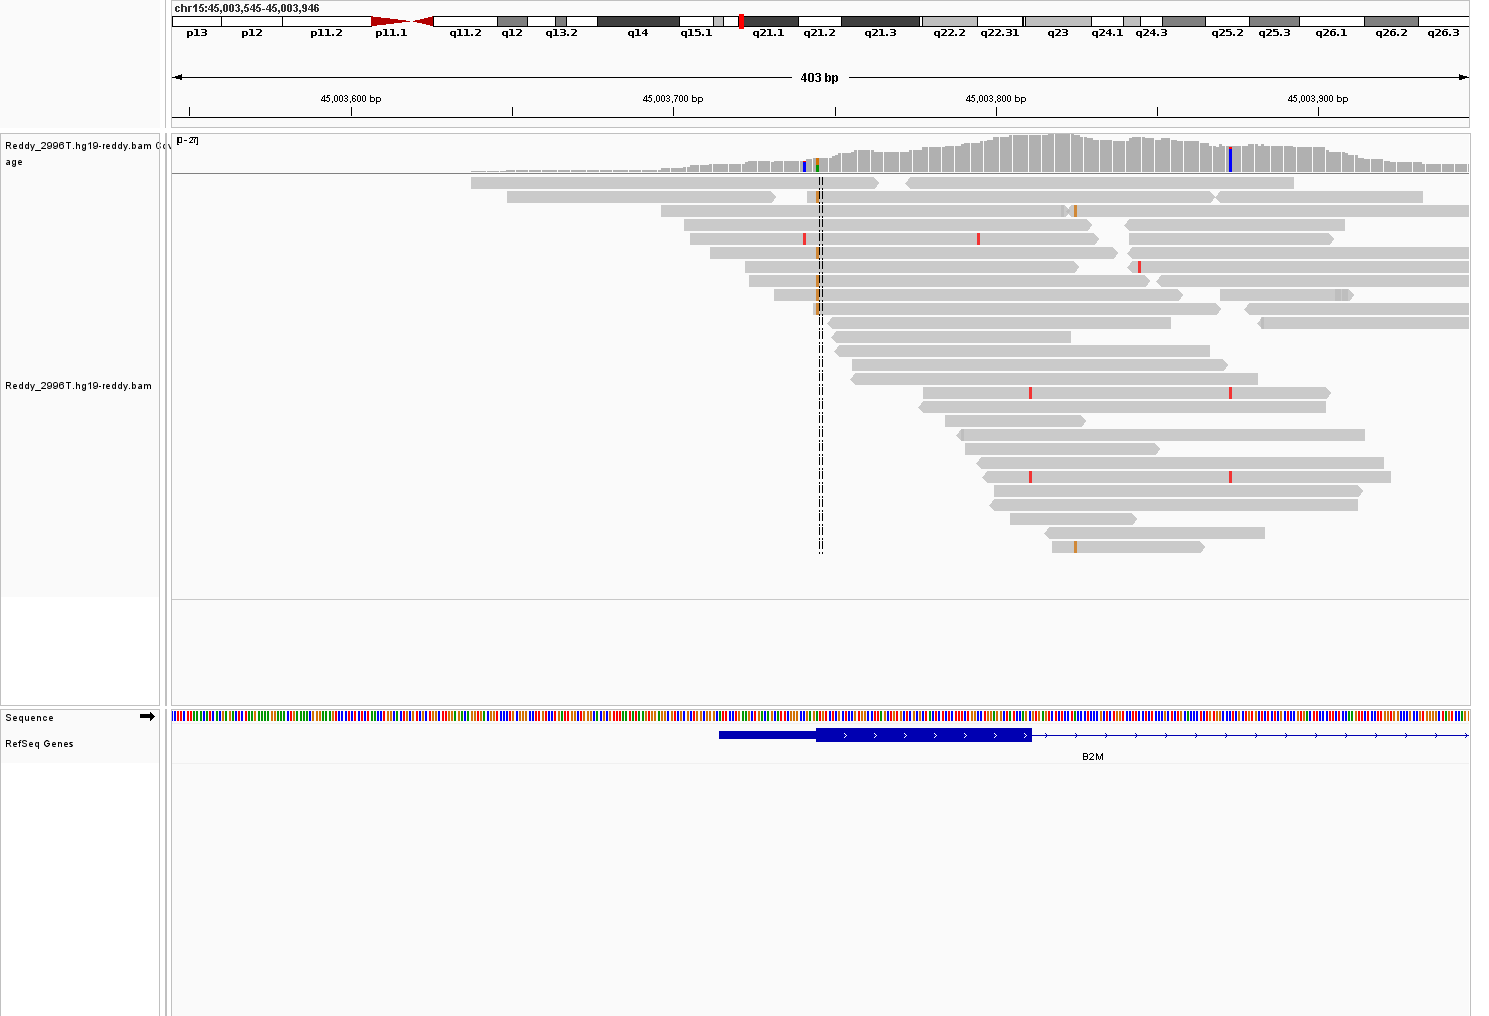 chr15:45,003,545-45,003,946
p13 p12 p11.2 p11.1 q11.2 q12 q13.2 q14 q15.1 q21.1 q21.2 q21.3 q22.2 q22.31 q23 q24.1 q24.3 q25.2 q25.3 q26.1 q26.2 q26.3
403 bp
45,003,600 bp 45,003,700 bp 45,003,800 bp 45,003,900 bp
Reddy_2996T.hg19-reddy.bam Cov
age
[0 - 27]
Reddy_2996T.hg19-reddy.bam
Sequence
RefSeq Genes
B2M